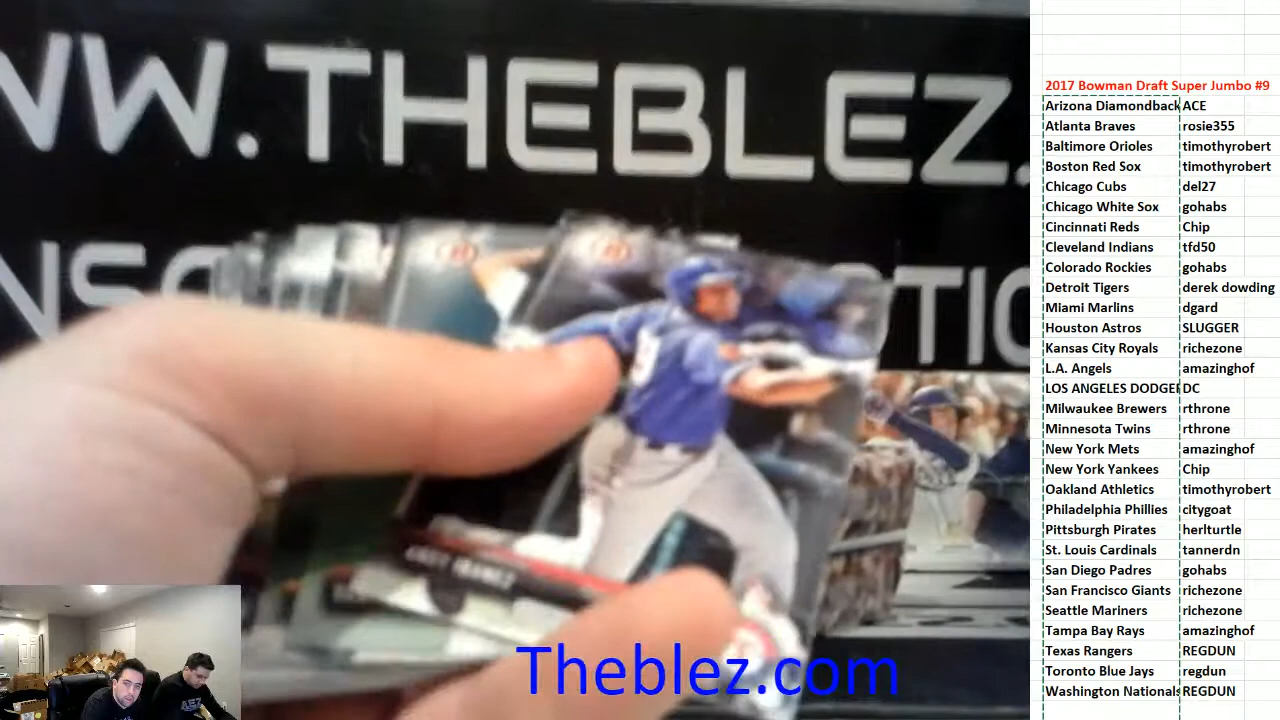 WW.THEBLEZ.
Theblez.com
2017 Bowman Draft Super Jumbo #9
Arizona Diamondback ACE
Atlanta Braves rosie355
Baltimore Orioles timothyrobert
Boston Red Sox timothyrobert
Chicago Cubs del27
Chicago White Sox gohabs
Cincinnati Reds Chip
Cleveland Indians tfd50
Colorado Rockies gohabs
Detroit Tigers derek dowding
Miami Marlins dgard
Houston Astros SLUGGER
Kansas City Royals richezone
L.A. Angels amazinghof
LOS ANGELES DODGE DC
Milwaukee Brewers rthrone
Minnesota Twins rthrone
New York Mets amazinghof
New York Yankees Chip
Oakland Athletics timothyrobert
Philadelphia Phillies citygoat
Pittsburgh Pirates herlturtle
St. Louis Cardinals tannerdn
San Diego Padres gohabs
San Francisco Giants richezone
Seattle Mariners richezone
Tampa Bay Rays amazinghof
Texas Rangers REGDUN
Toronto Blue Jays regdun
Washington Nationals REGDUN